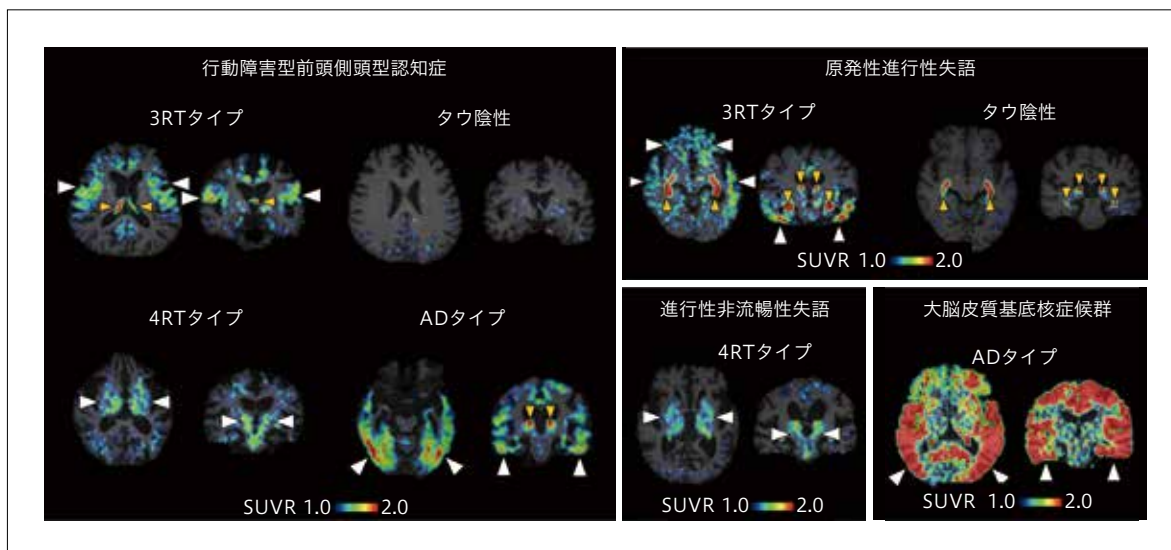 行動障害型前頭側頭型認知症
3RTタイプ
タウ陰性
4RTタイプ
ADタイプ
SUVR 1.0 2.0
原発性進行性失語
3RTタイプ
タウ陰性
SUVR 1.0 2.0
進行性非流暢性失語
4RTタイプ
SUVR 1.0 2.0
大脳皮質基底核症候群
ADタイプ
SUVR 1.0 2.0